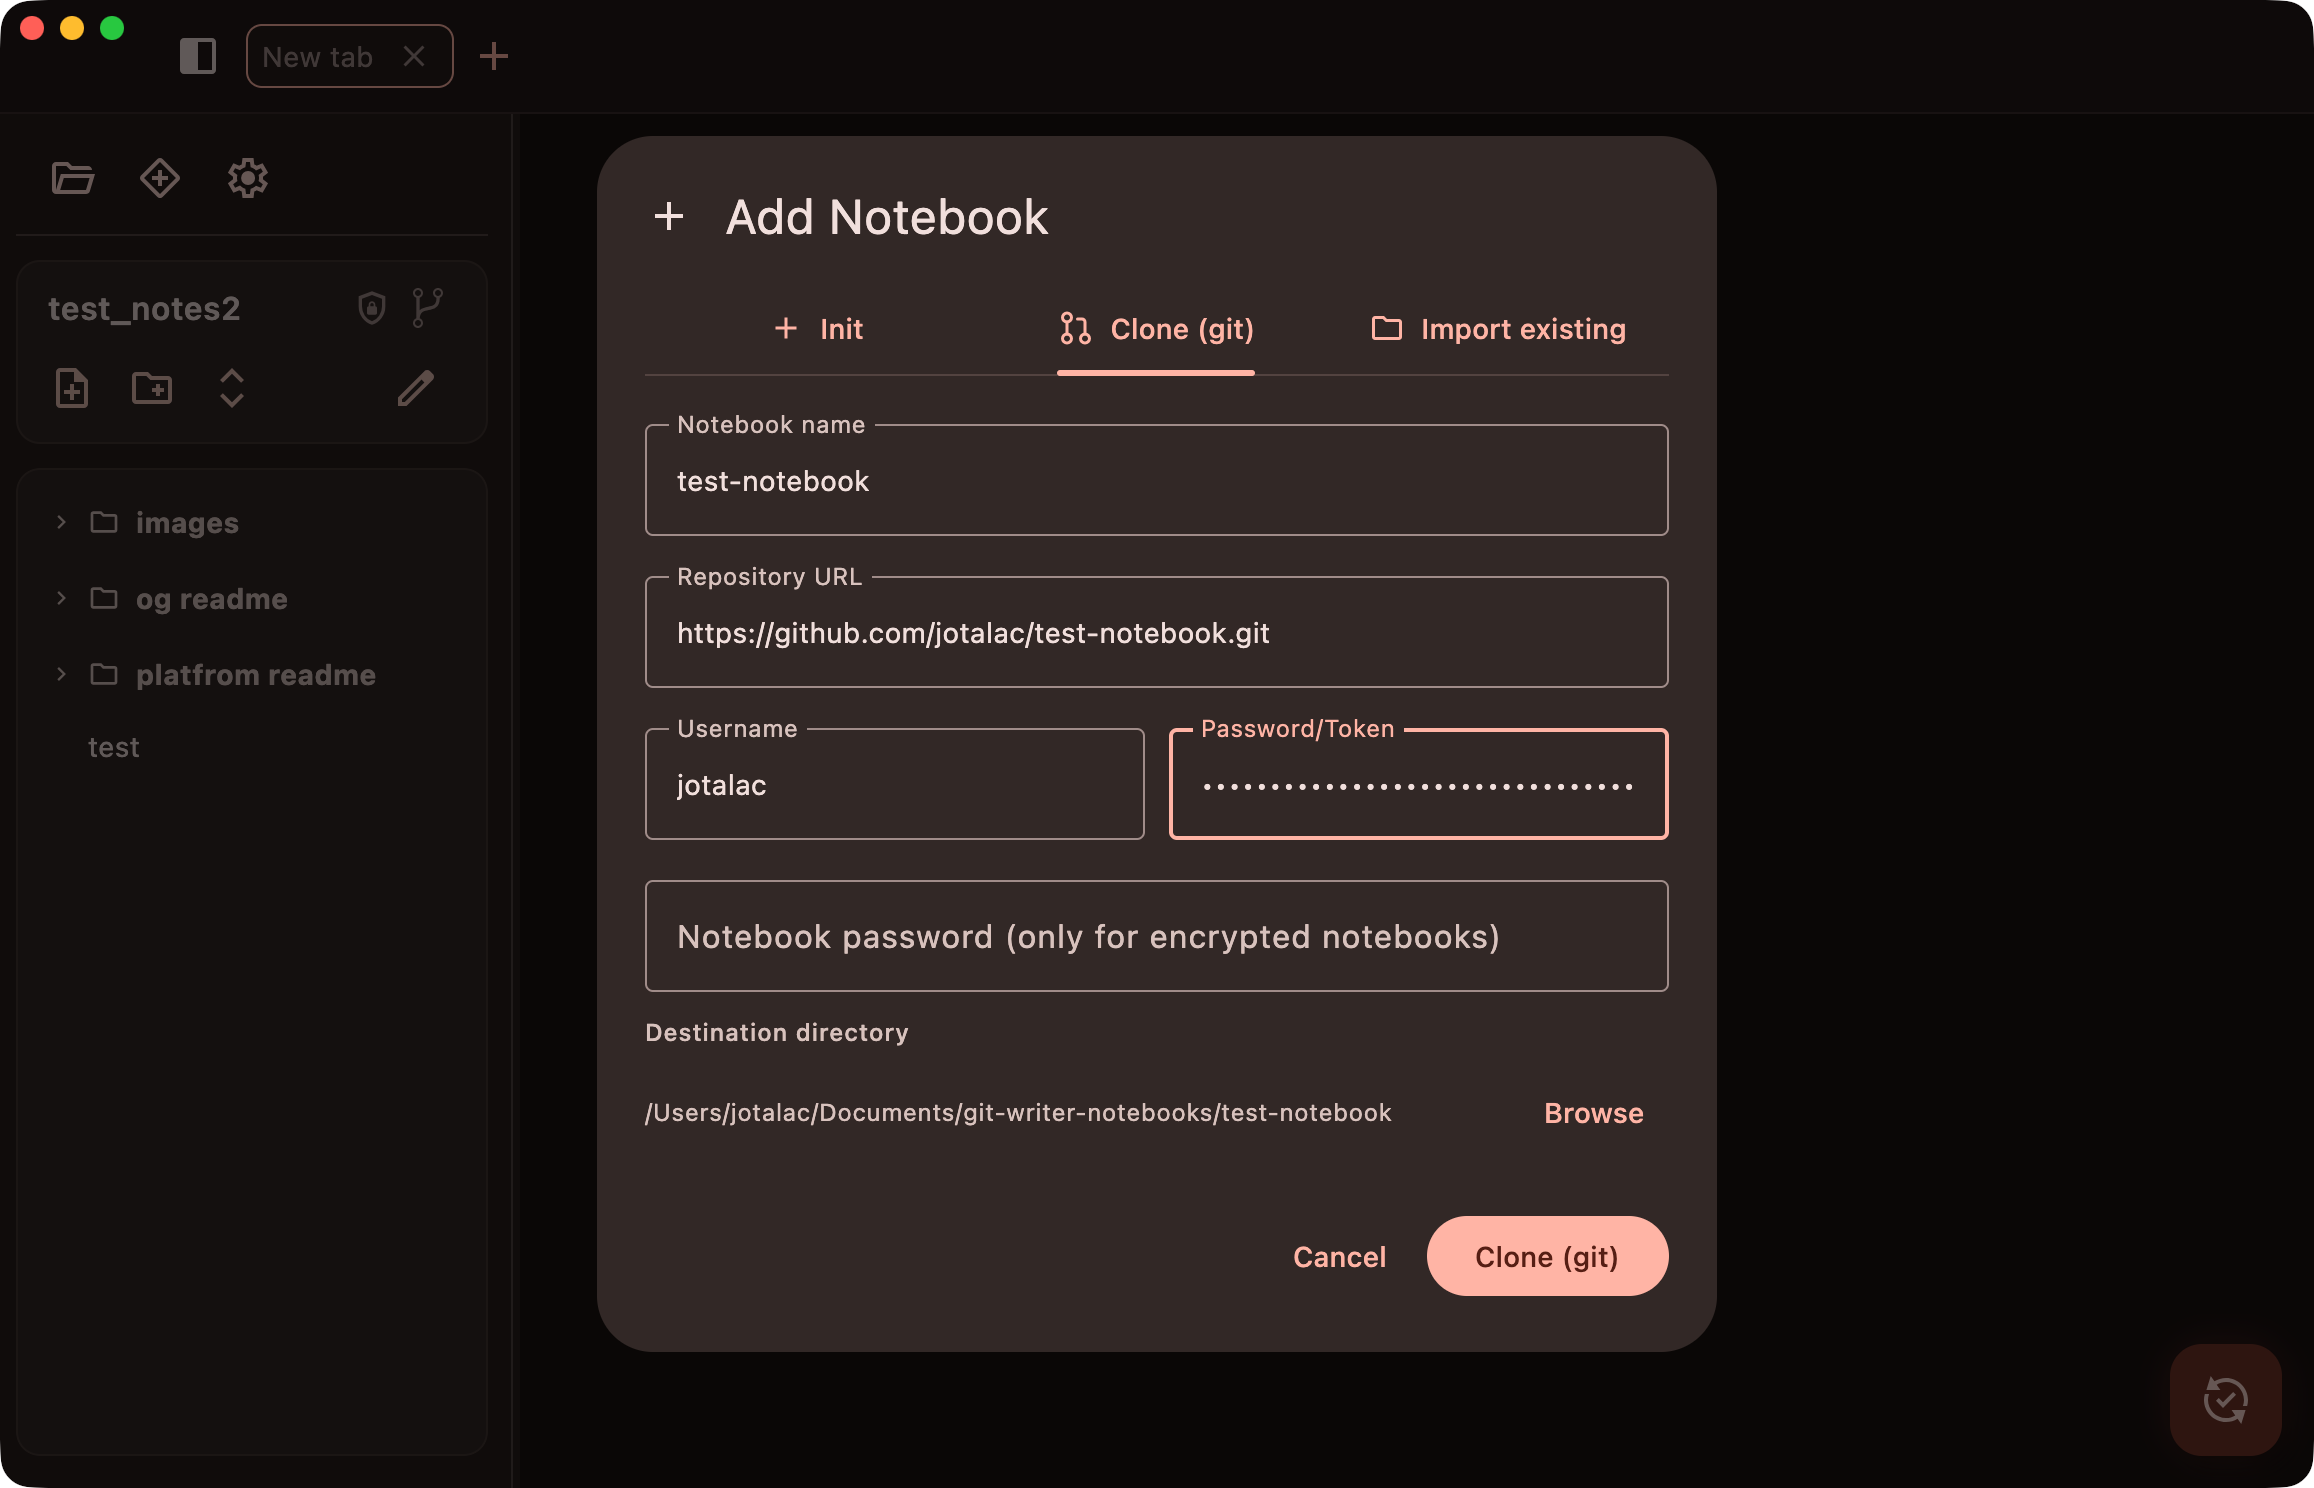 New tab
test_notes2
images
og readme
platfrom readme
test
Add Notebook
Init
Clone (git)
Import existing
Notebook name
test-notebook
Repository URL
https://github.com/jotalac/test-notebook.git
Username
Password/Token
jotalac
••••••••••••••••••••••••••••••••
Notebook password (only for encrypted notebooks)
Destination directory
/Users/jotalac/Documents/git-writer-notebooks/test-notebook
Browse
Cancel
Clone (git)